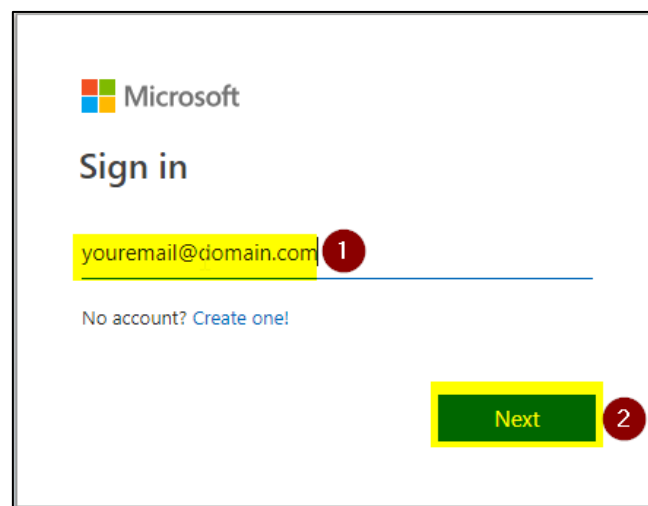 Microsoft
Sign in
youremail@domain.com 1
No account? Create one!
Next 2